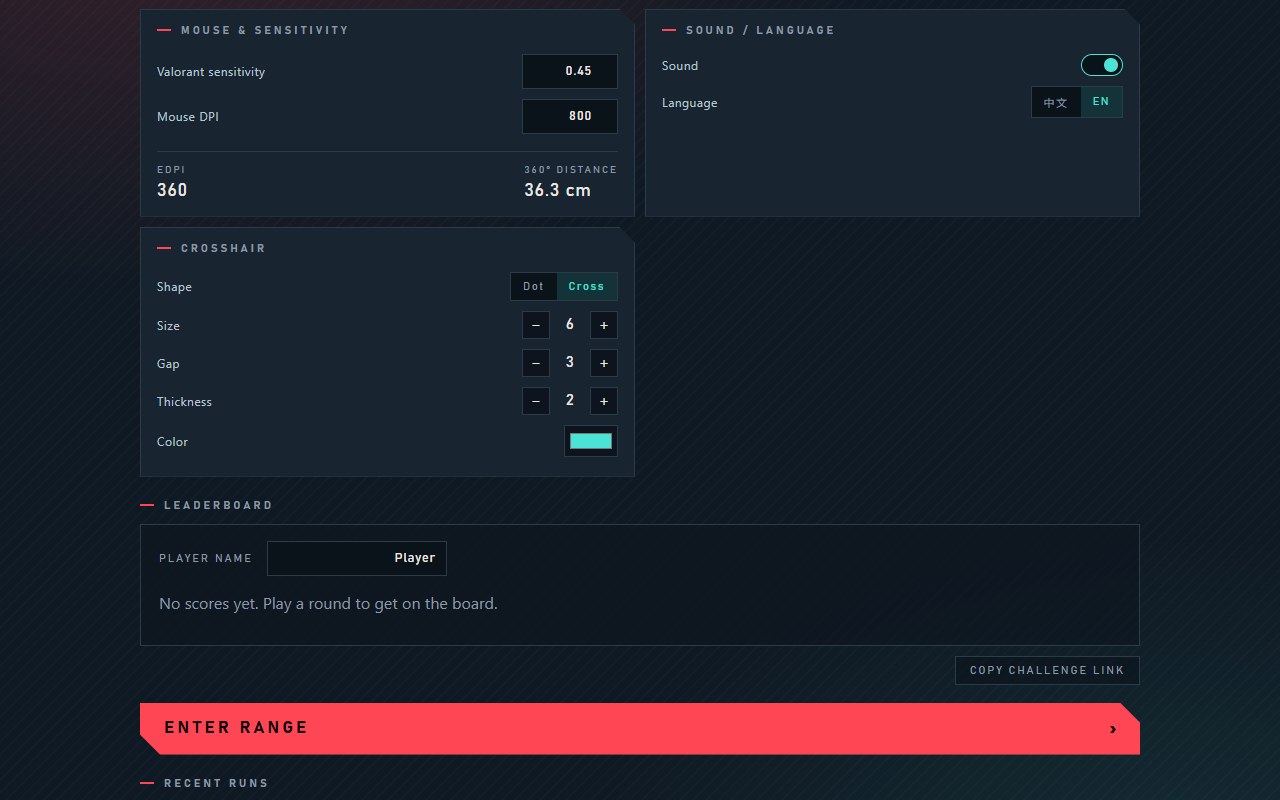 MOUSE & SENSITIVITY
Valorant sensitivity
0.45
Mouse DPI
800
EDPI
360
360° DISTANCE
36.3 cm
SOUND / LANGUAGE
Sound
Language
中文
EN
CROSSHAIR
Shape
Dot
Cross
Size
− 6 +
Gap
− 3 +
Thickness
− 2 +
Color
LEADERBOARD
PLAYER NAME
Player
No scores yet. Play a round to get on the board.
COPY CHALLENGE LINK
ENTER RANGE ›
RECENT RUNS